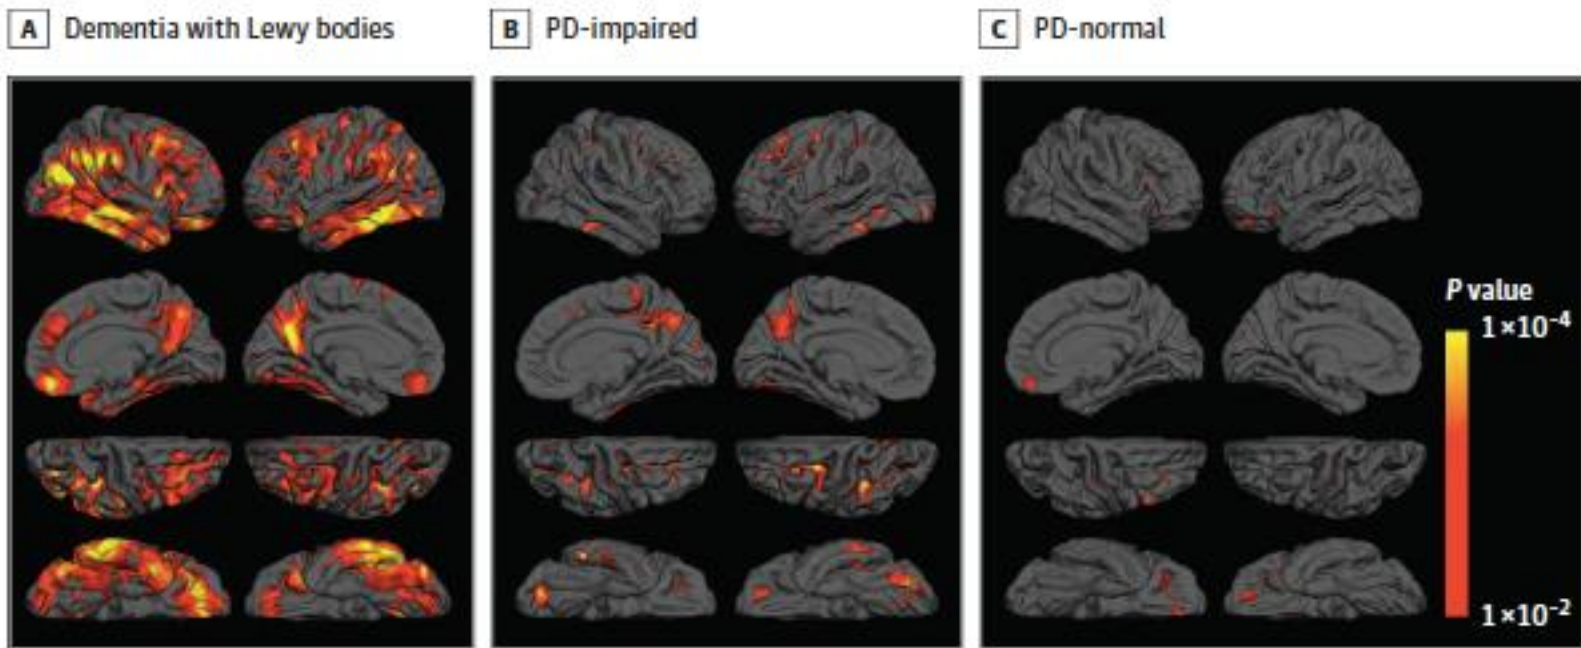 A Dementia with Lewy bodies
B PD-impaired
C PD-normal
P value
1×10⁻⁴
1×10⁻²